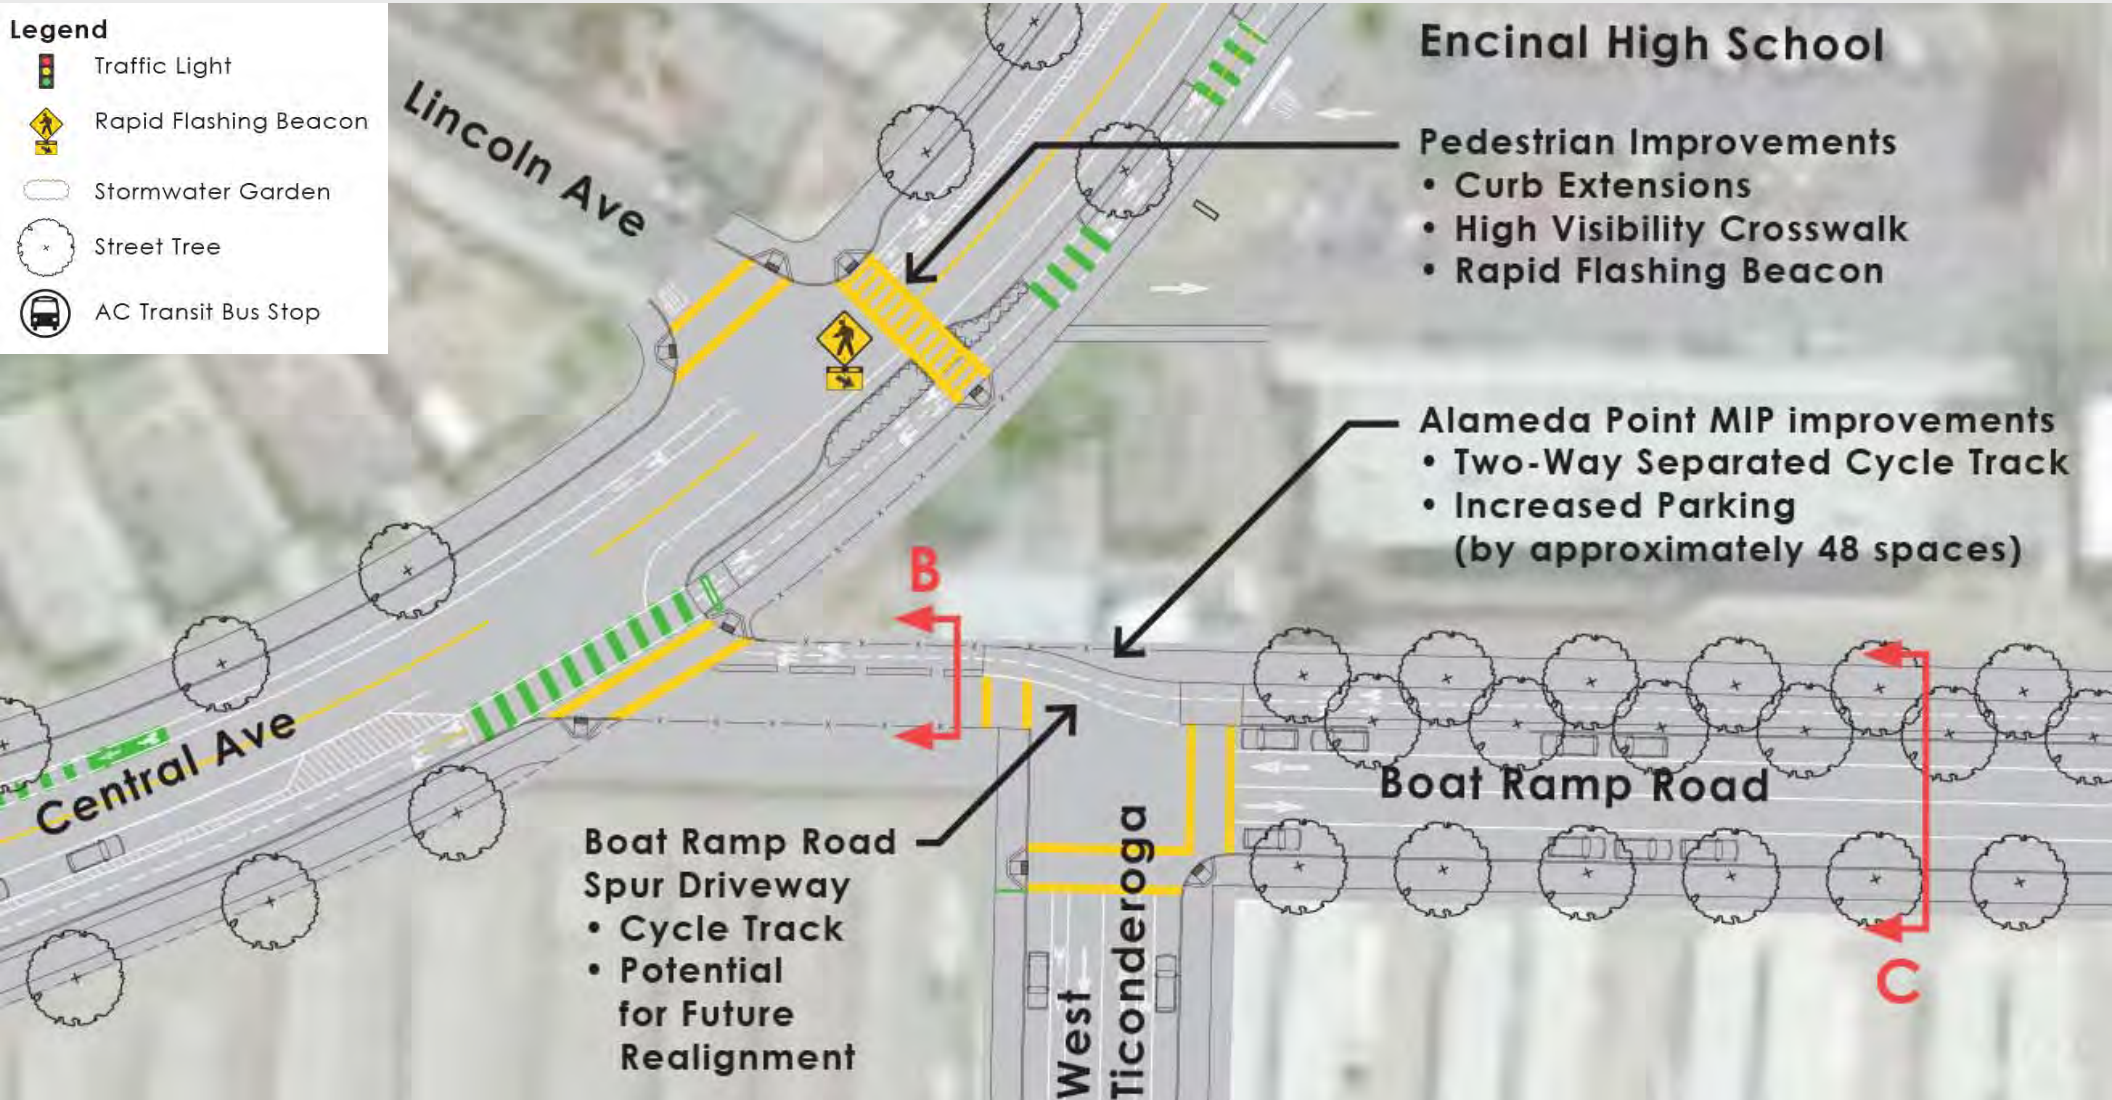 Legend
Traffic Light
Rapid Flashing Beacon
Stormwater Garden
Street Tree
AC Transit Bus Stop
Lincoln Ave
Encinal High School
Pedestrian Improvements
• Curb Extensions
• High Visibility Crosswalk
• Rapid Flashing Beacon
Alameda Point MIP improvements
• Two-Way Separated Cycle Track
• Increased Parking
(by approximately 48 spaces)
B
Central Ave
Boat Ramp Road
Boat Ramp Road
Spur Driveway
• Cycle Track
• Potential
for Future
Realignment
West
Ticonderoga
C